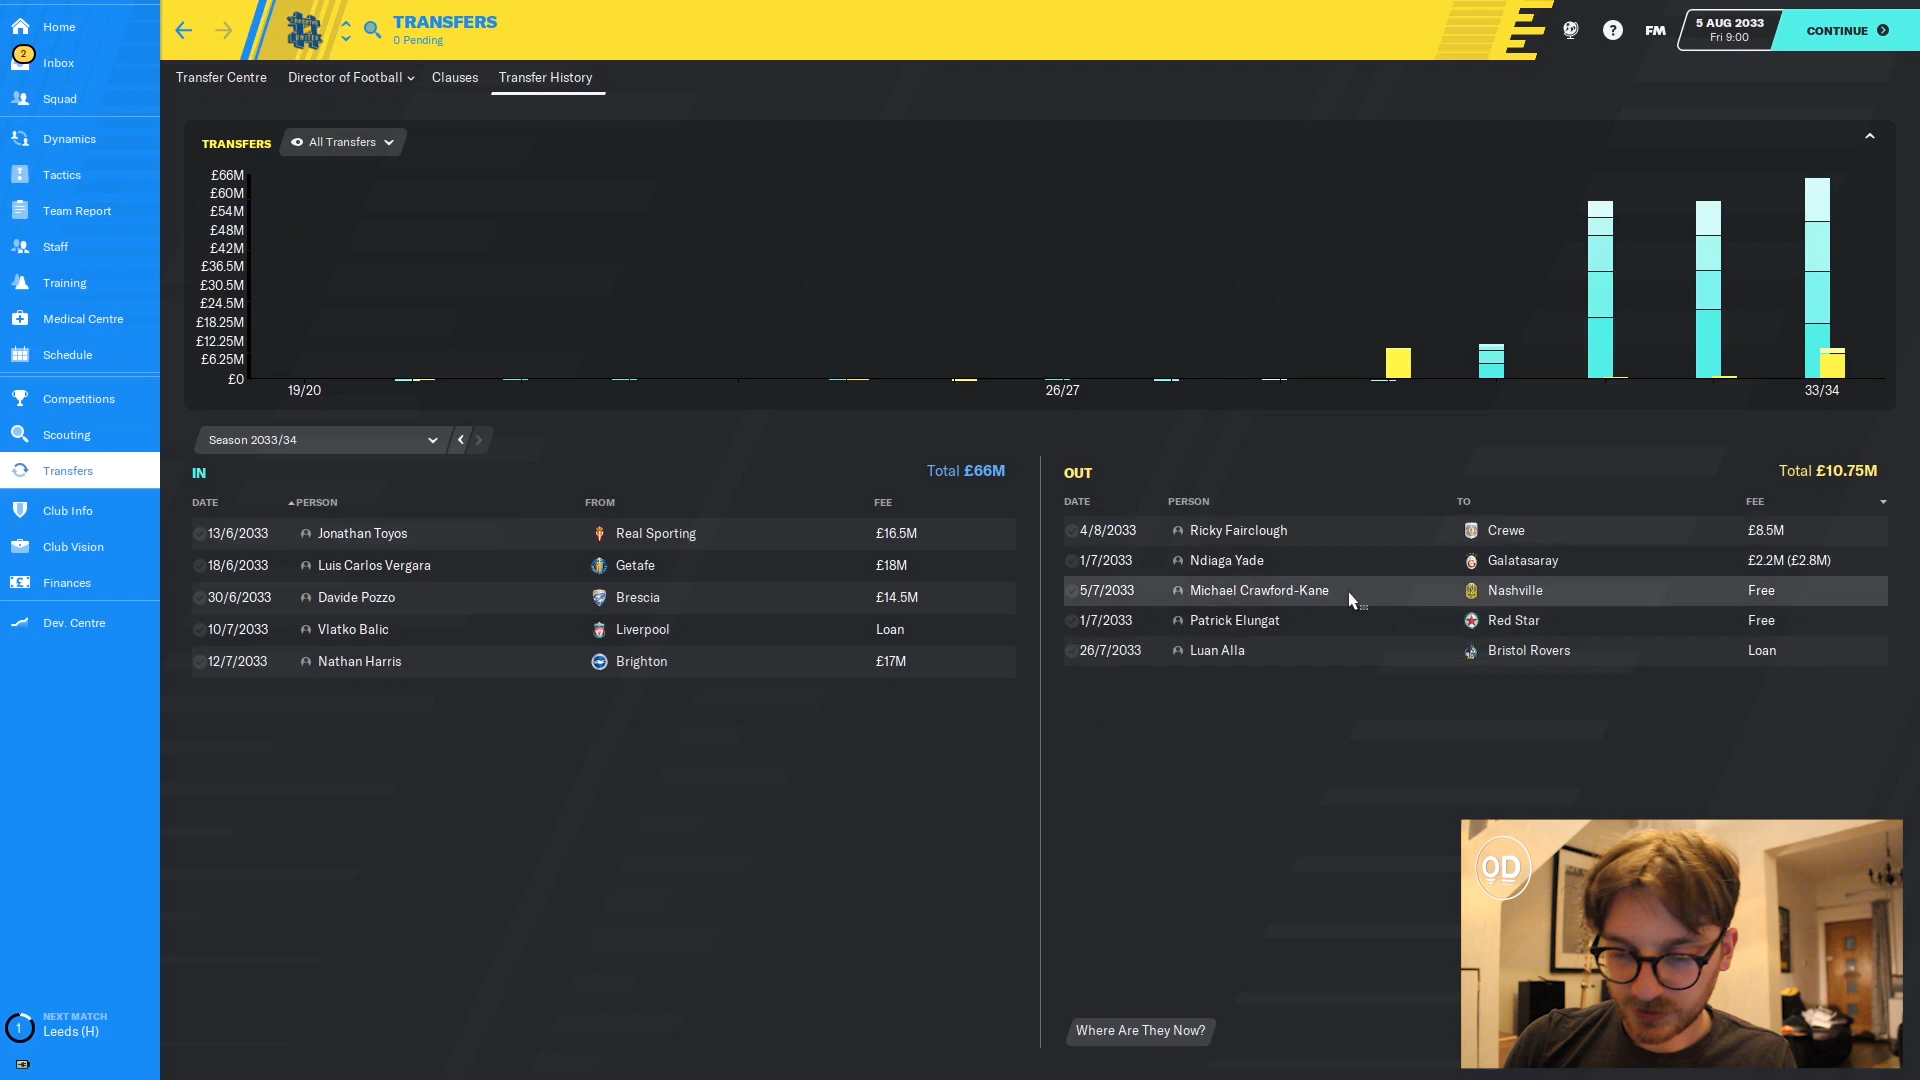 Home
2
Inbox
Squad
Dynamics
Tactics
Team Report
Staff
Training
Medical Centre
Schedule
Competitions
Scouting
Transfers
Club Info
Club Vision
Finances
Dev. Centre
1
NEXT MATCH
Leeds (H)
TRANSFERS
0 Pending
?
FM
5 AUG 2033
Fri 9:00
CONTINUE
Transfer Centre Director of Football Clauses Transfer History
TRANSFERS All Transfers
£66M
£60M
£54M
£48M
£42M
£36.5M
£30.5M
£24.5M
£18.25M
£12.25M
£6.25M
£0
19/20 26/27 33/34
Season 2033/34
IN Total £66M
DATE PERSON FROM FEE
13/6/2033 Jonathan Toyos Real Sporting £16.5M
18/6/2033 Luis Carlos Vergara Getafe £18M
30/6/2033 Davide Pozzo Brescia £14.5M
10/7/2033 Vlatko Balic Liverpool Loan
12/7/2033 Nathan Harris Brighton £17M
OUT Total £10.75M
DATE PERSON TO FEE
4/8/2033 Ricky Fairclough Crewe £8.5M
1/7/2033 Ndiaga Yade Galatasaray £2.2M (£2.8M)
5/7/2033 Michael Crawford-Kane Nashville Free
1/7/2033 Patrick Elungat Red Star Free
26/7/2033 Luan Alla Bristol Rovers Loan
Where Are They Now?
OD